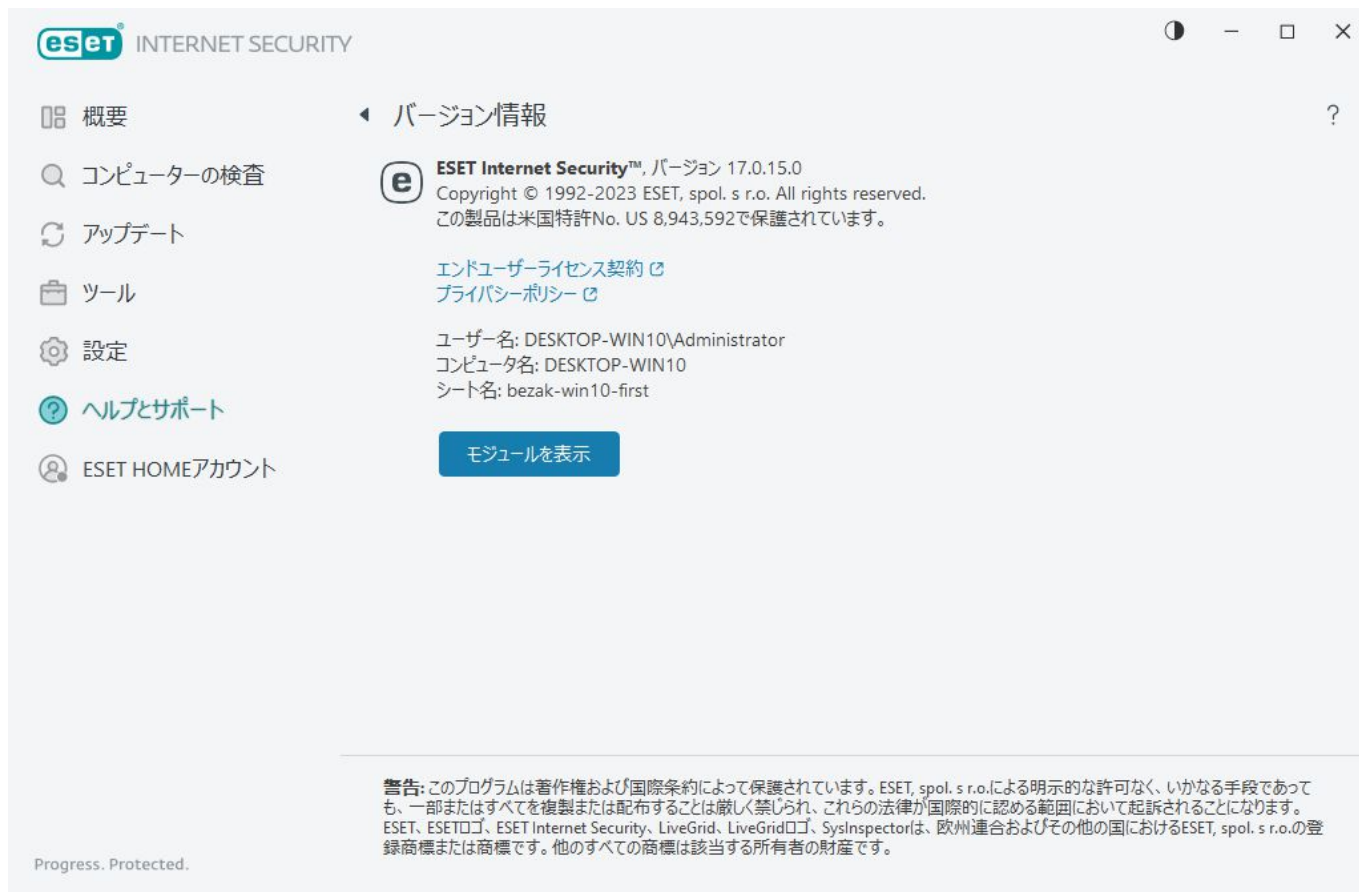 eset® INTERNET SECURITY
概要
コンピューターの検査
アップデート
ツール
設定
ヘルプとサポート
ESET HOMEアカウント
Progress. Protected.
バージョン情報
?
ESET Internet Security™, バージョン 17.0.15.0
Copyright © 1992-2023 ESET, spol. s r.o. All rights reserved.
この製品は米国特許No. US 8,943,592で保護されています。
エンドユーザーライセンス契約
プライバシーポリシー
ユーザー名: DESKTOP-WIN10\Administrator
コンピュータ名: DESKTOP-WIN10
シート名: bezak-win10-first
モジュールを表示
警告: このプログラムは著作権および国際条約によって保護されています。ESET, spol. s r.o.による明示的な許可なく、いかなる手段であって
も、一部またはすべてを複製または配布することは厳しく禁じられ、これらの法律が国際的に認める範囲において起訴されることになります。
ESET、ESETロゴ、ESET Internet Security、LiveGrid、LiveGridロゴ、SysInspectorは、欧州連合およびその他の国におけるESET, spol. s r.o.の登
録商標または商標です。他のすべての商標は該当する所有者の財産です。